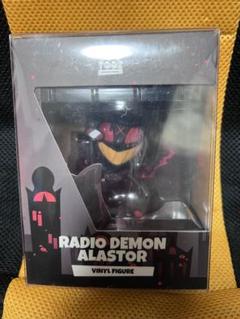 RADIO DEMON
ALASTOR
VINYL FIGURE